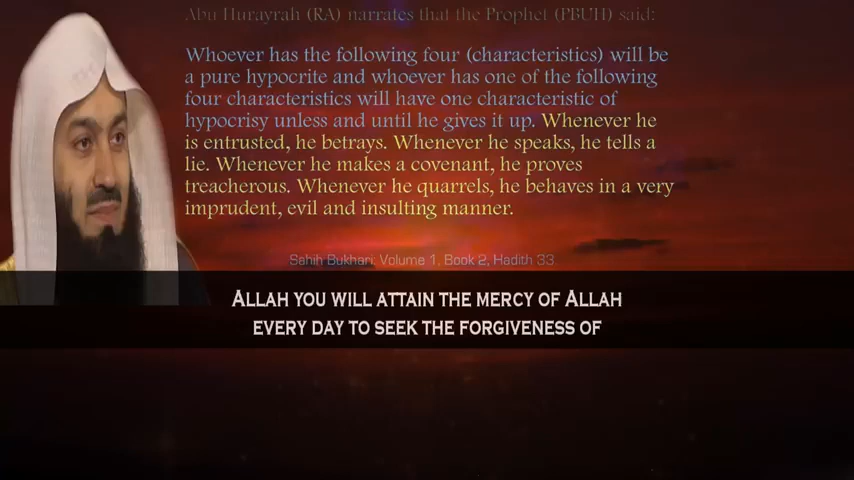 Abu Hurayrah (RA) narrates that the Prophet (PBUH) said:
Whoever has the following four (characteristics) will be
a pure hypocrite and whoever has one of the following
four characteristics will have one characteristic of
hypocrisy unless and until he gives it up. Whenever he
is entrusted, he betrays. Whenever he speaks, he tells a
lie. Whenever he makes a covenant, he proves
treacherous. Whenever he quarrels, he behaves in a very
imprudent, evil and insulting manner.
Sahih Bukhari: Volume 1, Book 2, Hadith 33
ALLAH YOU WILL ATTAIN THE MERCY OF ALLAH
EVERY DAY TO SEEK THE FORGIVENESS OF